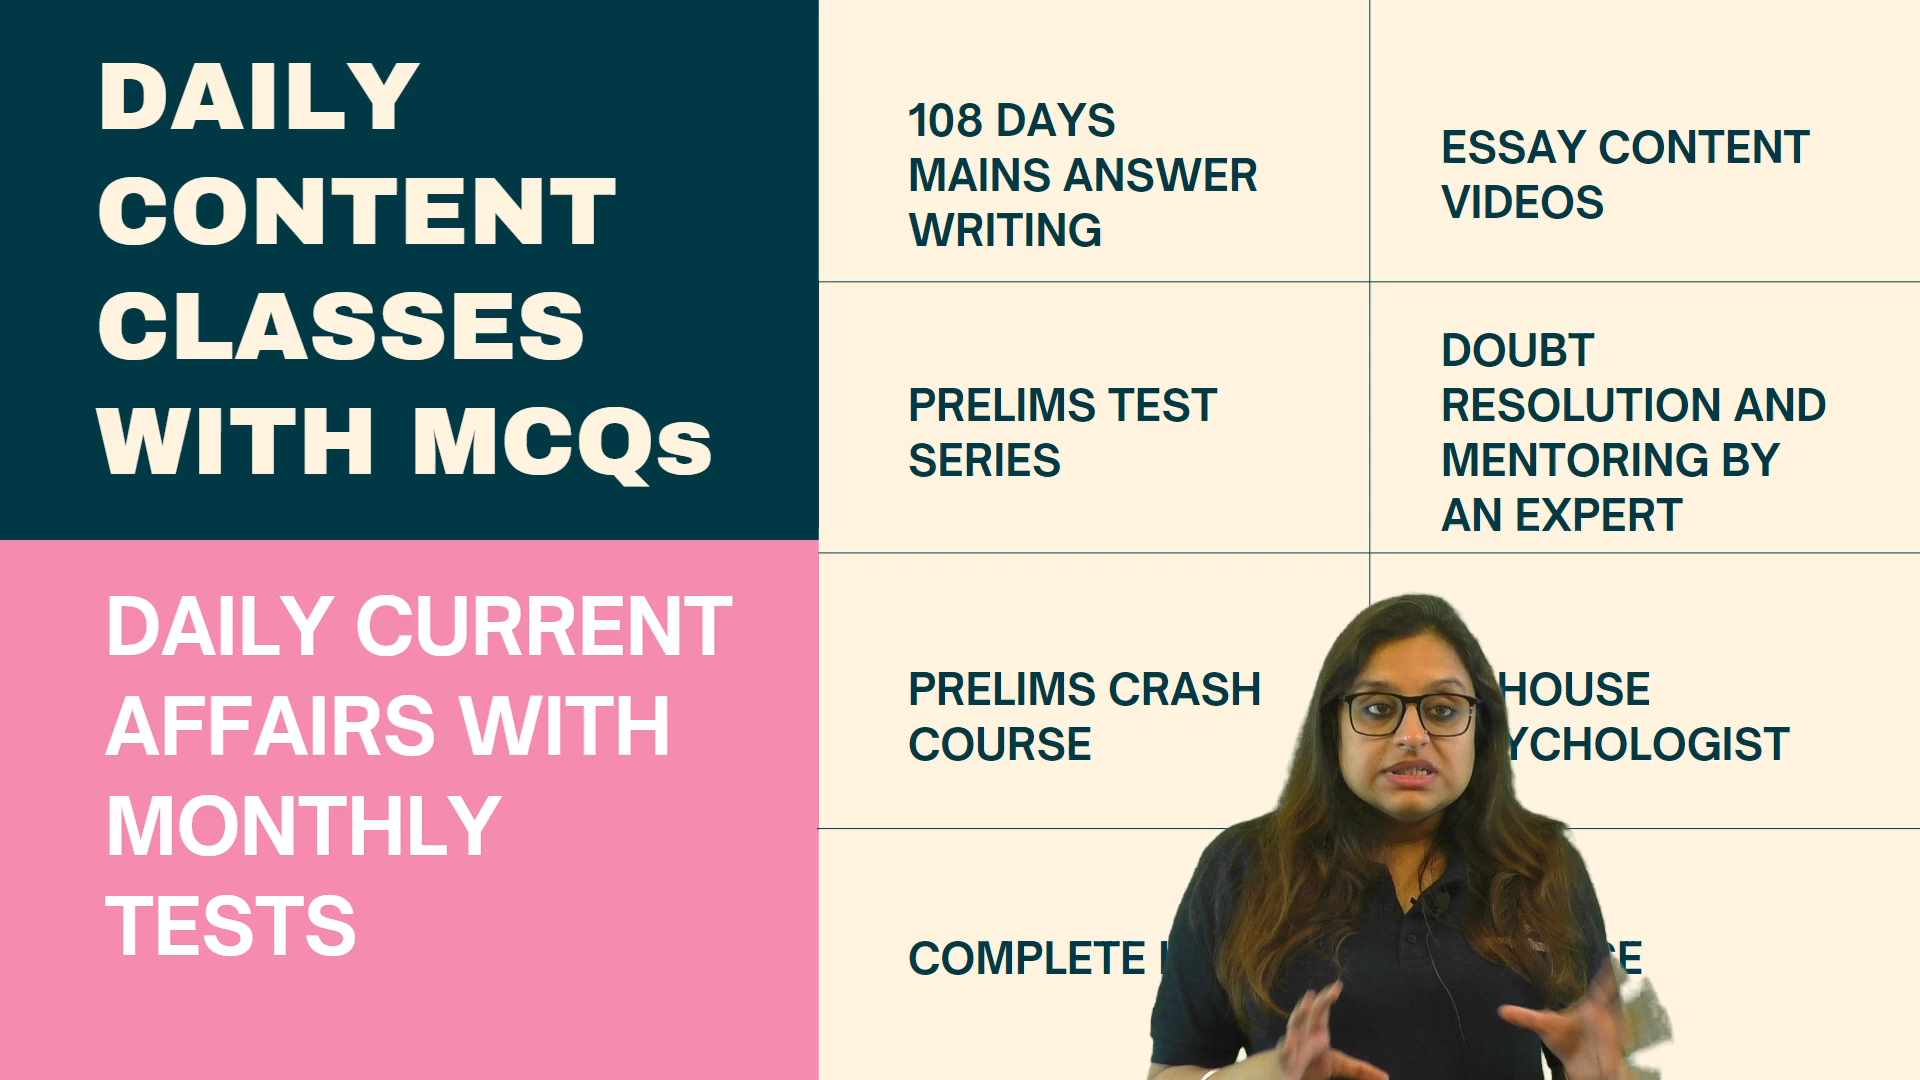 DAILY
CONTENT
CLASSES
WITH MCQs
DAILY CURRENT
AFFAIRS WITH
MONTHLY
TESTS
108 DAYS
MAINS ANSWER
WRITING
ESSAY CONTENT
VIDEOS
PRELIMS TEST
SERIES
DOUBT
RESOLUTION AND
MENTORING BY
AN EXPERT
PRELIMS CRASH
COURSE
HOUSE
YCHOLOGIST
COMPLETE